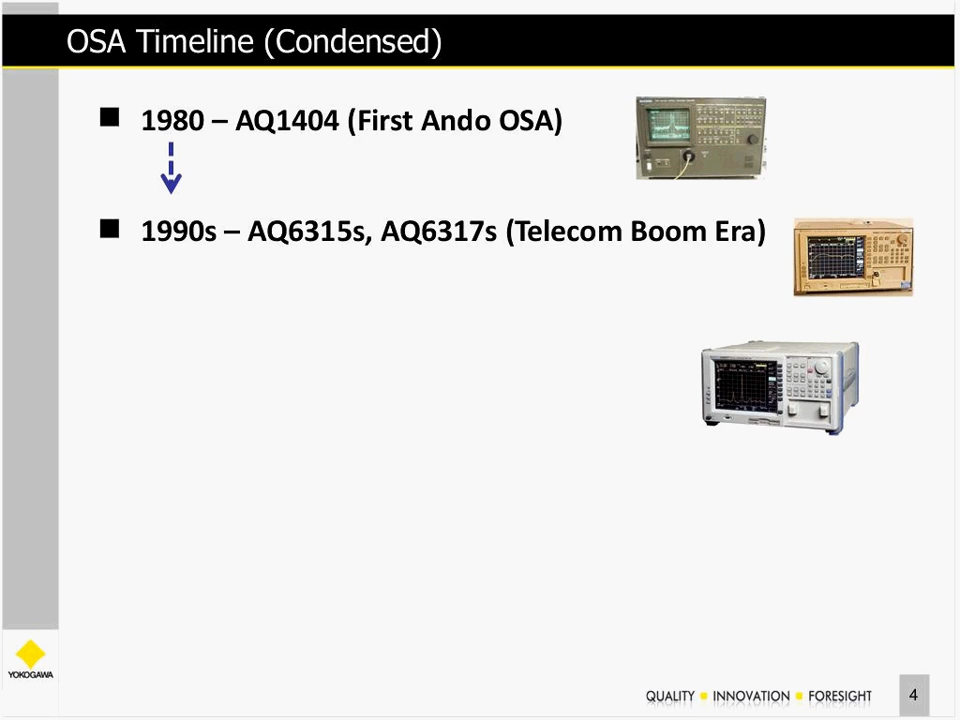 OSA Timeline (Condensed)
1980 – AQ1404 (First Ando OSA)
1990s – AQ6315s, AQ6317s (Telecom Boom Era)
YOKOGAWA
QUALITY ■ INNOVATION ■ FORESIGHT
4